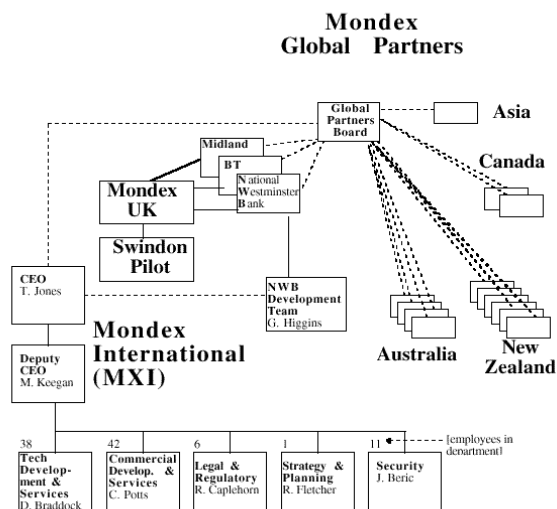 Mondex
Global Partners
Global
Partners
Board
Asia
Canada
Midland
BT
National
Westminster
Bank
Mondex
UK
Swindon
Pilot
CEO
T. Jones
NWB
Development
Team
G. Higgins
Mondex
International
(MXI)
Australia
New
Zealand
Deputy
CEO
M. Keegan
[employees in
denartment]
38
Tech
Develop-
ment &
Services
D. Braddock
42
Commercial
Develop. &
Services
C. Potts
6
Legal &
Regulatory
R. Caplehorn
1
Strategy &
Planning
R. Fletcher
11
Security
J. Beric